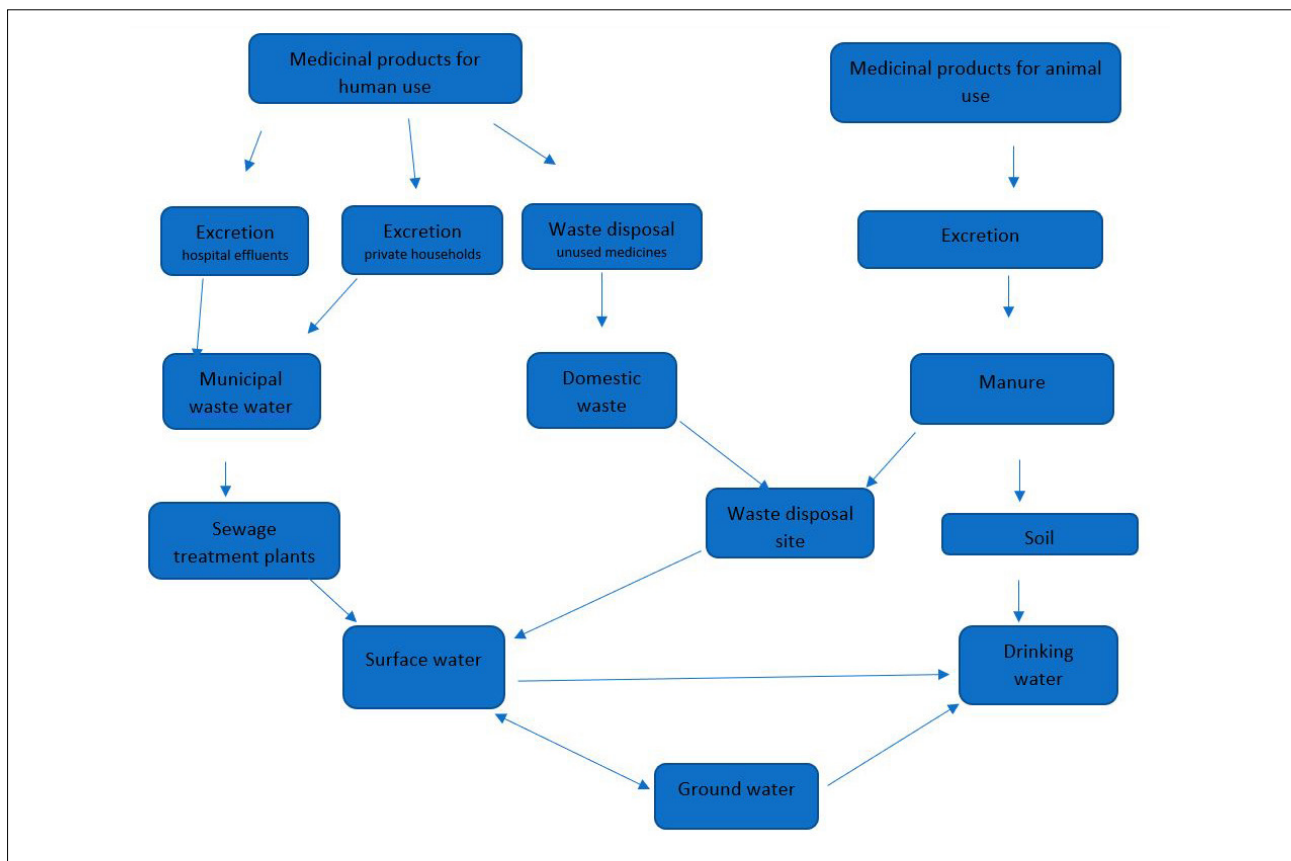 Medicinal products for
human use
Medicinal products for animal
use
Excretion
hospital effluents
Excretion
private households
Waste disposal
unused medicines
Excretion
Municipal
waste water
Domestic
waste
Manure
Sewage
treatment plants
Waste disposal
site
Soil
Surface water
Drinking
water
Ground water